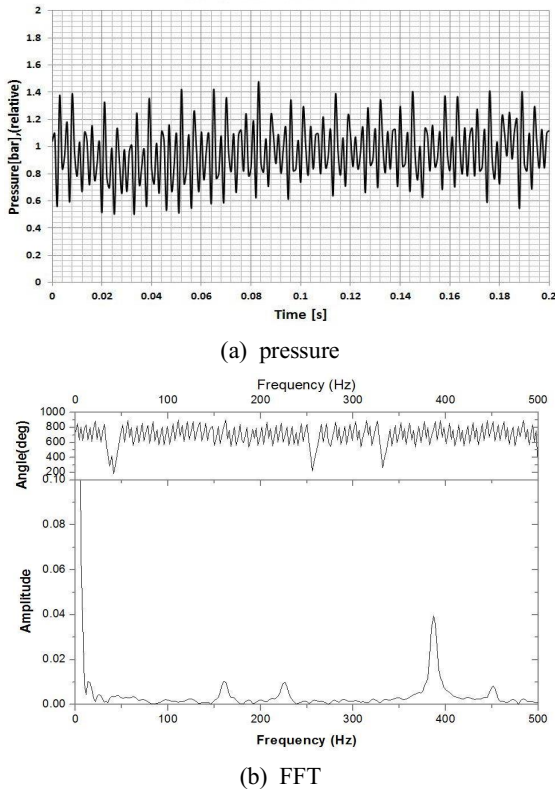 2
1.8
1.6
1.4
1.2
1
0.8
0.6
0.4
0.2
0
Pressure[bar],(relative)
0 0.02 0.04 0.06 0.08 0.1 0.12 0.14 0.16 0.18 0.2
Time [s]
(a) pressure
Frequency (Hz)
0 100 200 300 400 500
1000
800
600
400
200
Angle(deg)
0.10
0.08
0.06
0.04
0.02
0.00
Amplitude
0 100 200 300 400 500
Frequency (Hz)
(b) FFT